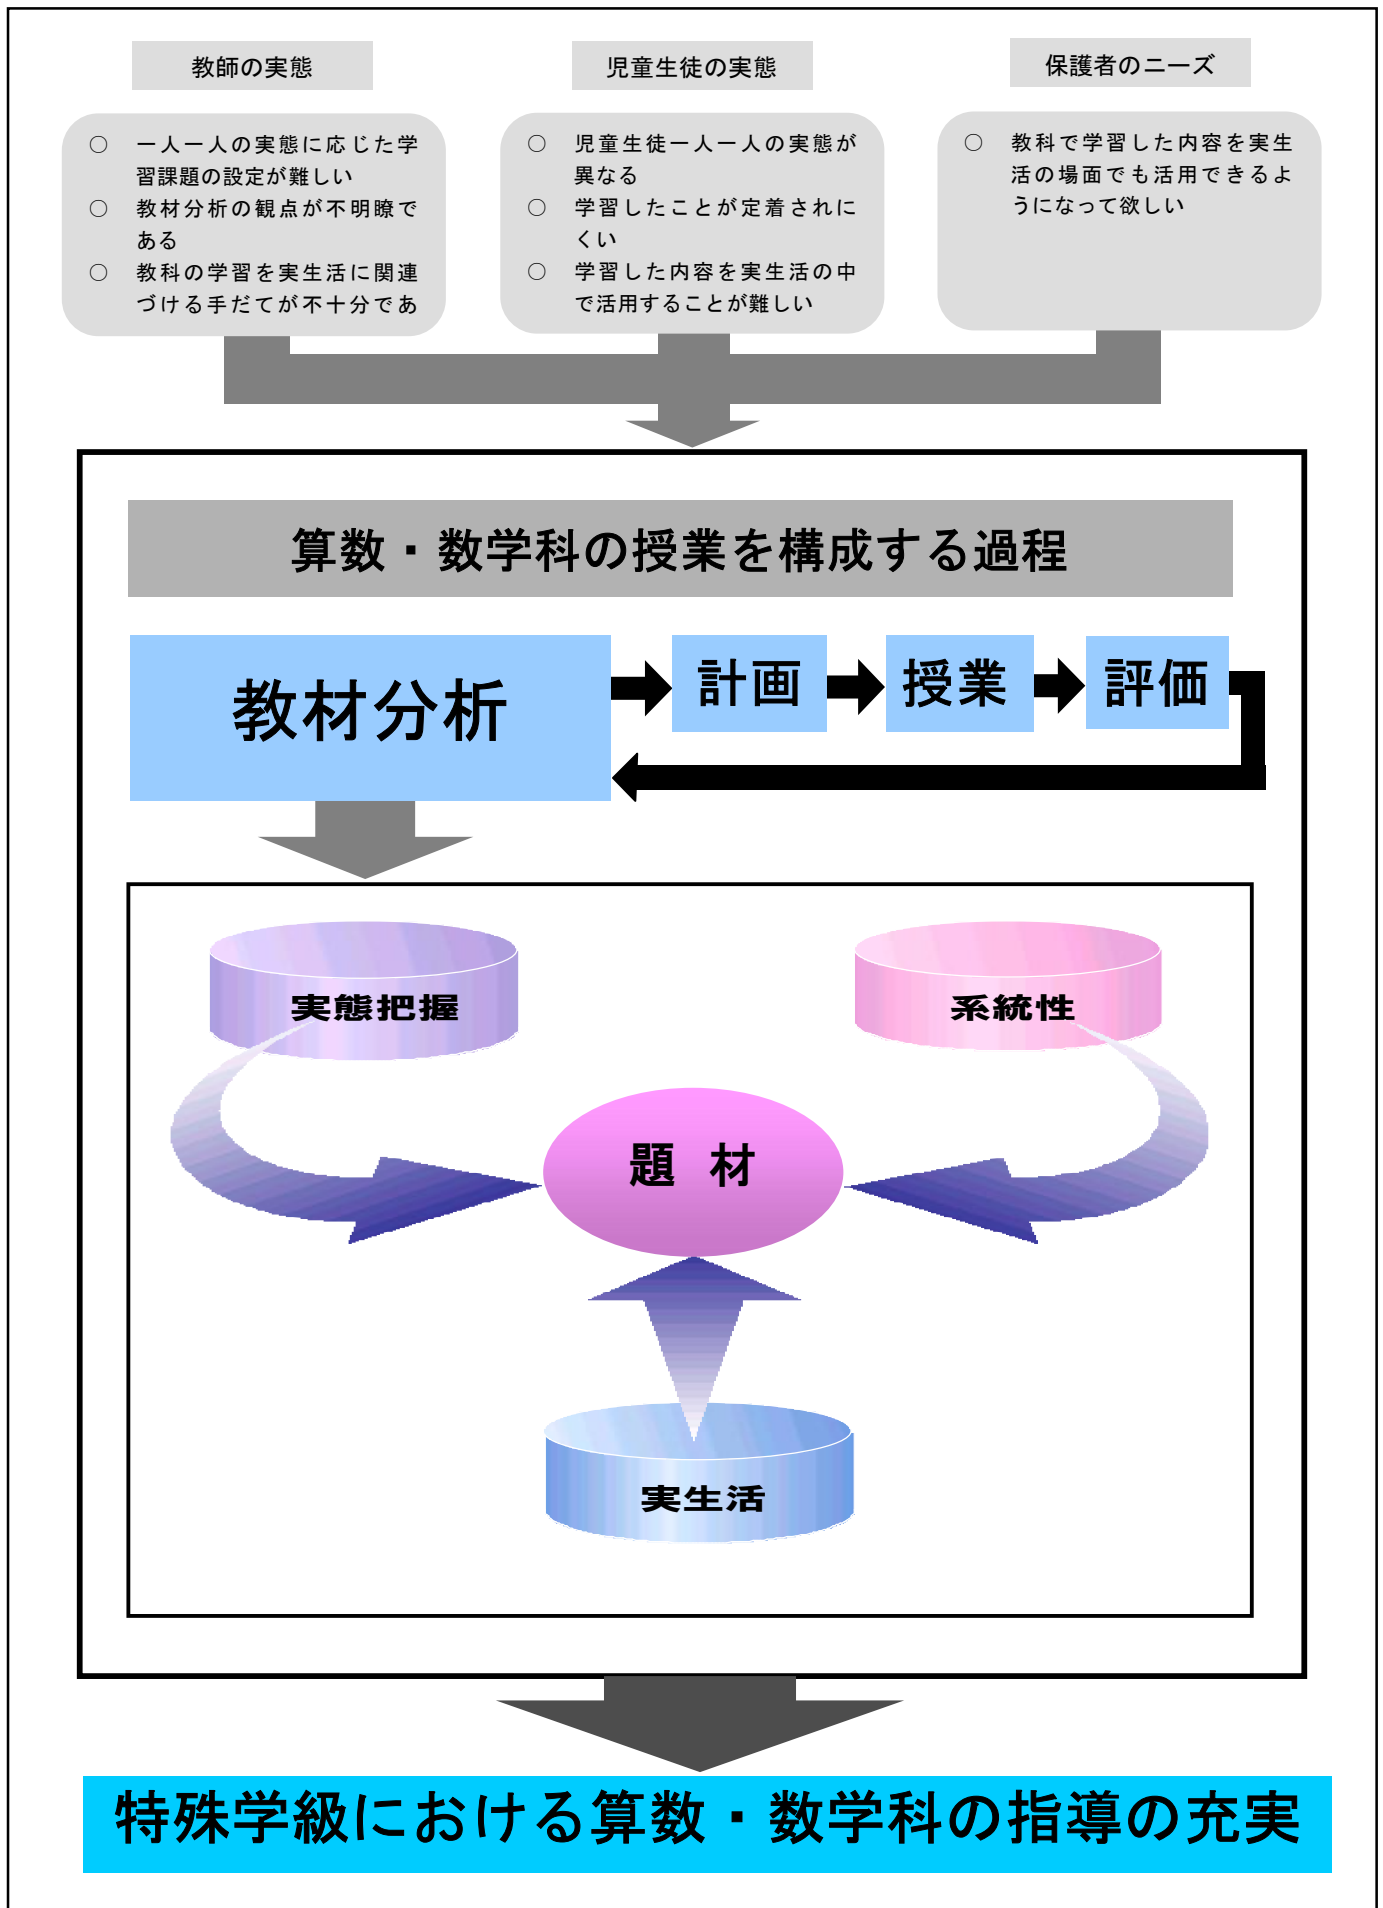 教師の実態
○ 一人一人の実態に応じた学
習課題の設定が難しい
○ 教材分析の観点が不明瞭で
ある
○ 教科の学習を実生活に関連
づける手だてが不十分であ
児童生徒の実態
○ 児童生徒一人一人の実態が
異なる
○ 学習したことが定着されに
くい
○ 学習した内容を実生活の中
で活用することが難しい
保護者のニーズ
○ 教科で学習した内容を実生
活の場面でも活用できるよ
うになって欲しい
算数・数学科の授業を構成する過程
教材分析
計画
授業
評価
実態把握
系統性
題 材
実生活
特殊学級における算数・数学科の指導の充実